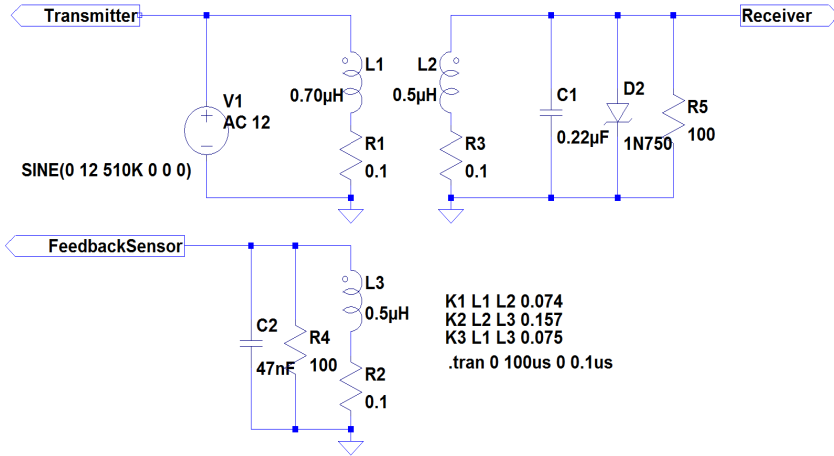 Transmitter
Receiver
V1
AC 12
SINE(0 12 510K 0 0 0)
L1
0.70µH
R1
0.1
L2
0.5µH
R3
0.1
C1
0.22µF
D2
1N750
R5
100
FeedbackSensor
C2
47nF
R4
100
L3
0.5µH
R2
0.1
K1 L1 L2 0.074
K2 L2 L3 0.157
K3 L1 L3 0.075
.tran 0 100us 0 0.1us